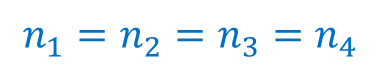 n₁ = n₂ = n₃ = n₄